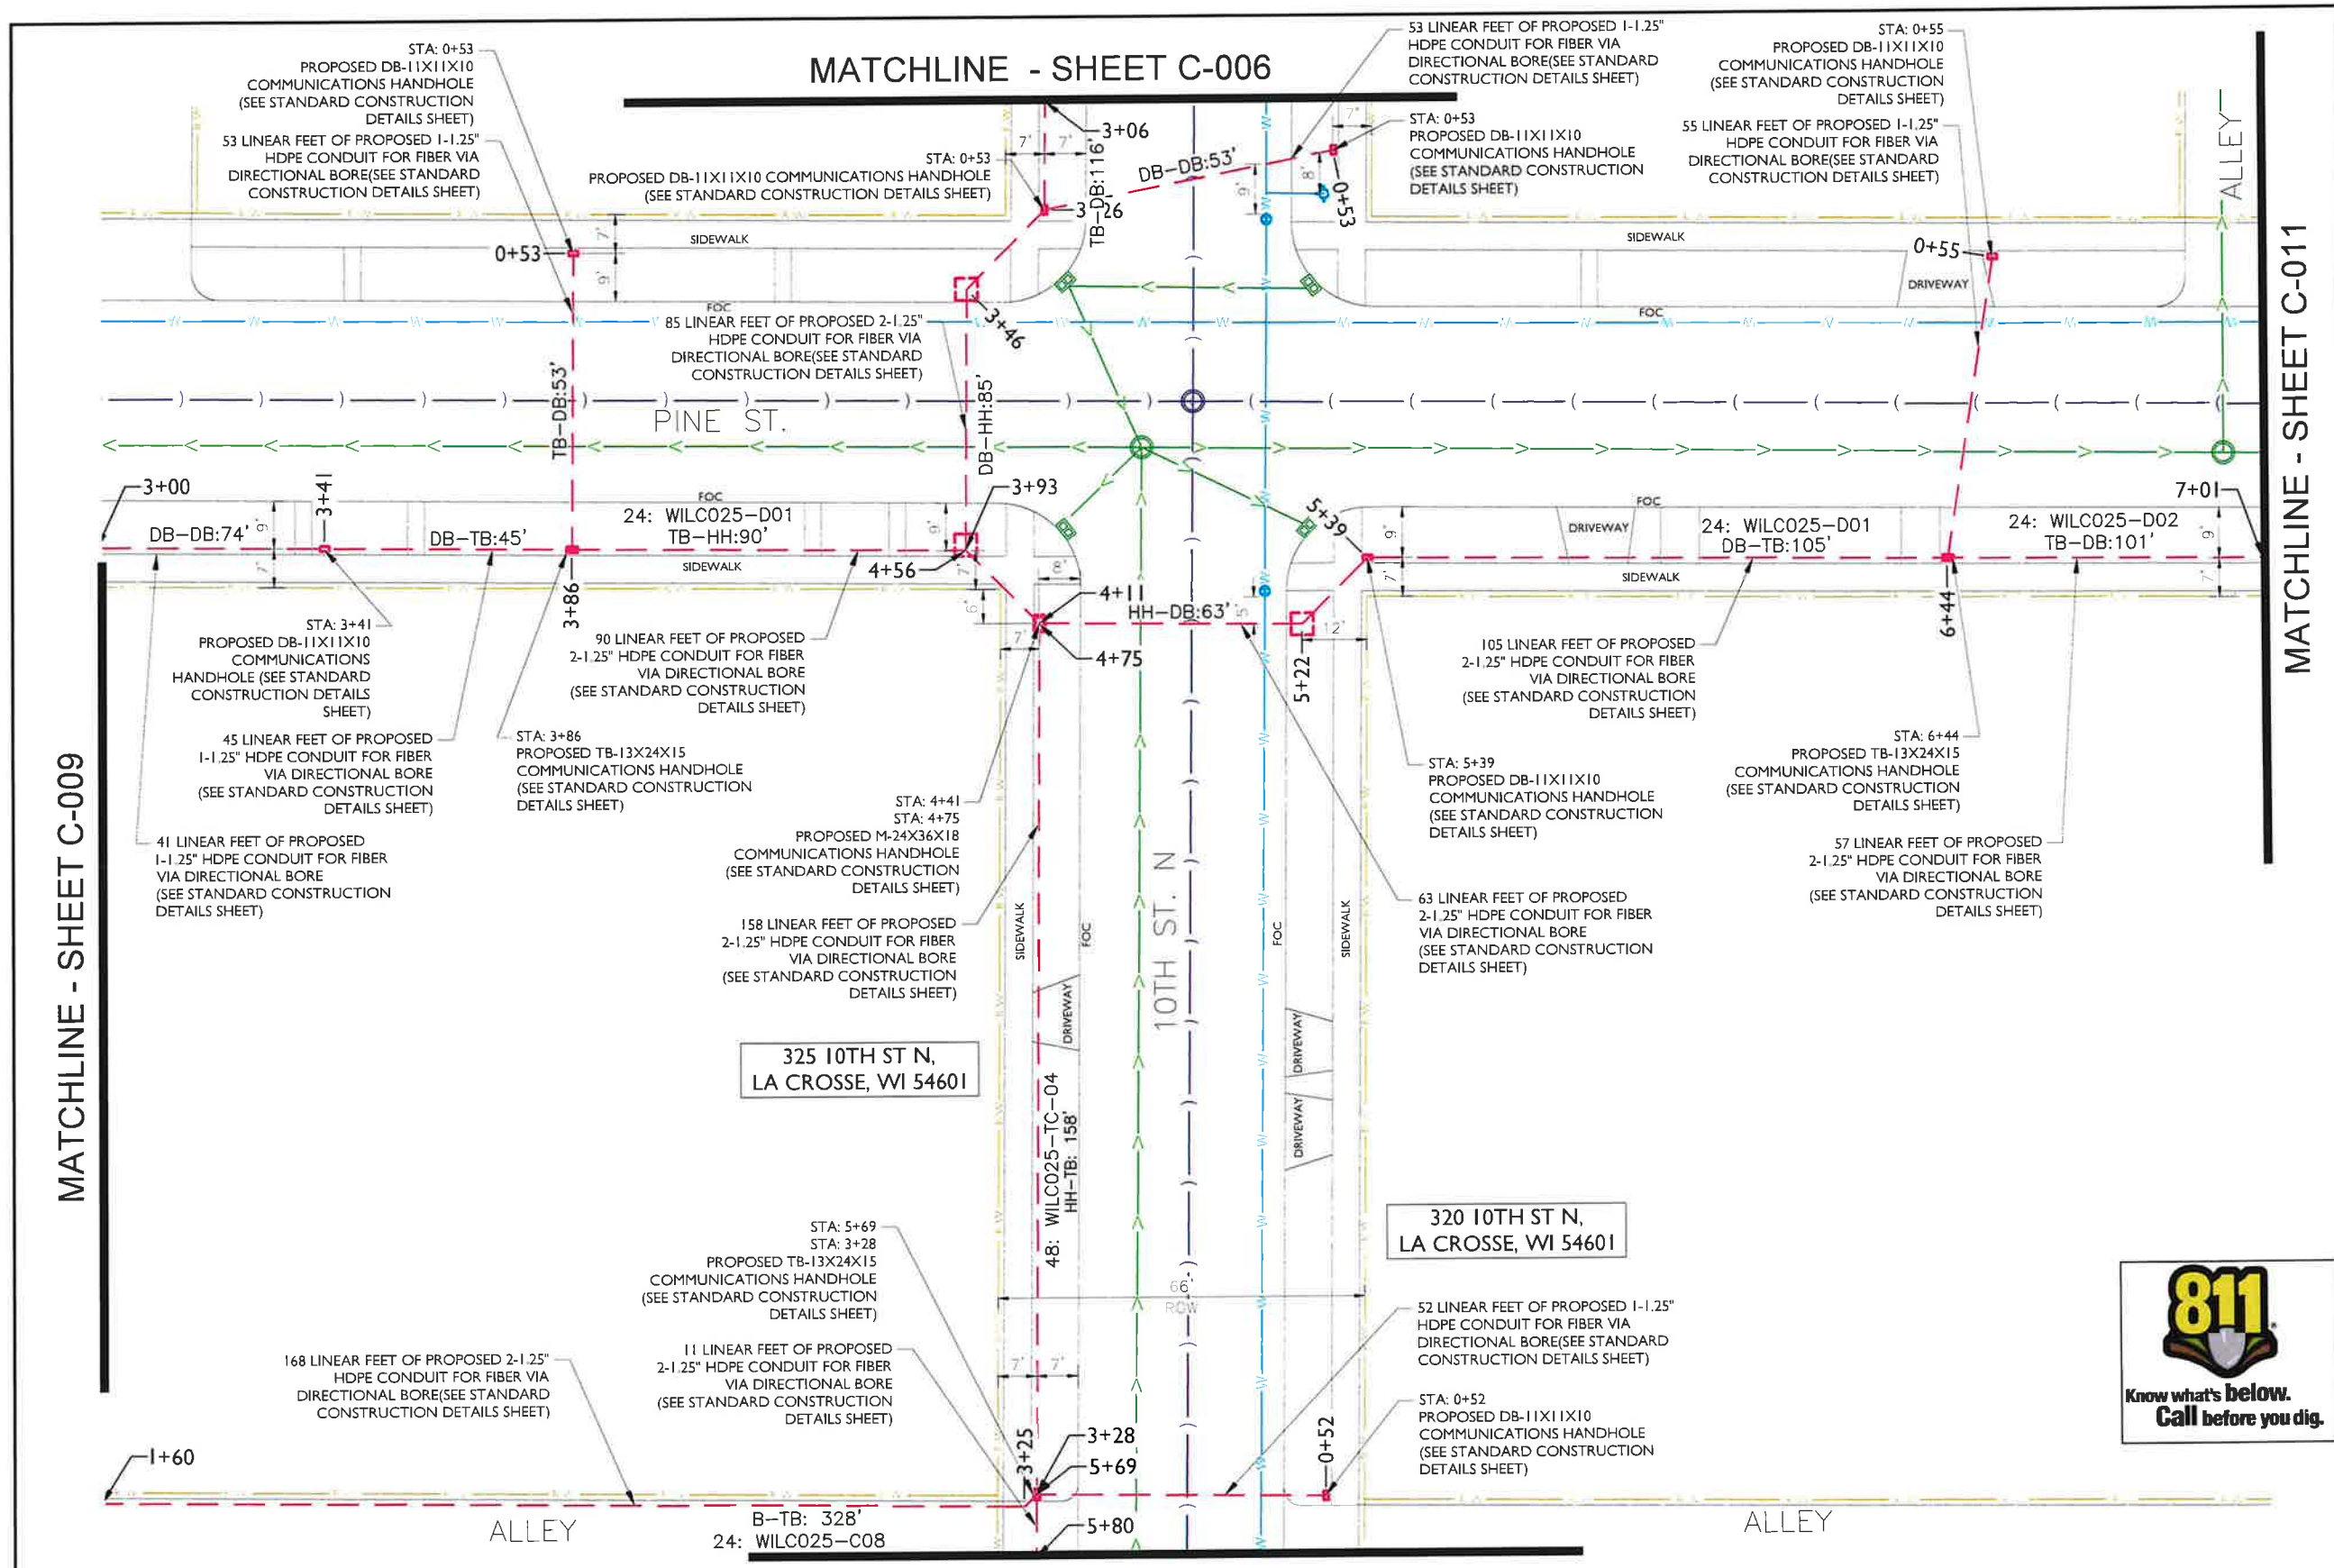 MATCHLINE - SHEET C-006
STA: 0+53
PROPOSED DB-11X11X10
COMMUNICATIONS HANDHOLE
(SEE STANDARD CONSTRUCTION
DETAILS SHEET)
53 LINEAR FEET OF PROPOSED 1-1.25"
HDPE CONDUIT FOR FIBER VIA
DIRECTIONAL BORE(SEE STANDARD
CONSTRUCTION DETAILS SHEET)
STA: 0+53
PROPOSED DB-11X11X10 COMMUNICATIONS HANDHOLE
(SEE STANDARD CONSTRUCTION DETAILS SHEET)
3+06
7'
7'
TB-DB:116'
DB-DB:53'
53 LINEAR FEET OF PROPOSED 1-1.25"
HDPE CONDUIT FOR FIBER VIA
DIRECTIONAL BORE(SEE STANDARD
CONSTRUCTION DETAILS SHEET)
7'
STA: 0+53
PROPOSED DB-11X11X10
COMMUNICATIONS HANDHOLE
(SEE STANDARD CONSTRUCTION
DETAILS SHEET)
STA: 0+55
PROPOSED DB-11X11X10
COMMUNICATIONS HANDHOLE
(SEE STANDARD CONSTRUCTION
DETAILS SHEET)
55 LINEAR FEET OF PROPOSED 1-1.25"
HDPE CONDUIT FOR FIBER VIA
DIRECTIONAL BORE(SEE STANDARD
CONSTRUCTION DETAILS SHEET)
ALLEY
MATCHLINE - SHEET C-011
3+26
9'
8'
0+53
SIDEWALK
7'
0+53
9'
SIDEWALK
0+55
DRIVEWAY
FOC
FOC
3+46
85 LINEAR FEET OF PROPOSED 2-1.25"
HDPE CONDUIT FOR FIBER VIA
DIRECTIONAL BORE(SEE STANDARD
CONSTRUCTION DETAILS SHEET)
TB-DB:53'
DB-HH:85'
PINE ST.
3+00
3+41
FOC
3+93
5+39
FOC
7+01
DB-DB:74'
9'
DB-TB:45'
24: WILC025-D01
TB-HH:90'
9'
9'
DRIVEWAY
24: WILC025-D01
DB-TB:105'
24: WILC025-D02
TB-DB:101'
9'
7'
3+86
SIDEWALK
4+56
7'
8'
4+11
6'
HH-DB:63'
5'
7'
SIDEWALK
7'
7'
4+75
12'
5+22
6+44
STA: 3+41
PROPOSED DB-11X11X10
COMMUNICATIONS
HANDHOLE (SEE STANDARD
CONSTRUCTION DETAILS
SHEET)
90 LINEAR FEET OF PROPOSED
2-1.25" HDPE CONDUIT FOR FIBER
VIA DIRECTIONAL BORE
(SEE STANDARD CONSTRUCTION
DETAILS SHEET)
105 LINEAR FEET OF PROPOSED
2-1.25" HDPE CONDUIT FOR FIBER
VIA DIRECTIONAL BORE
(SEE STANDARD CONSTRUCTION
DETAILS SHEET)
45 LINEAR FEET OF PROPOSED
1-1.25" HDPE CONDUIT FOR FIBER
VIA DIRECTIONAL BORE
(SEE STANDARD CONSTRUCTION
DETAILS SHEET)
STA: 3+86
PROPOSED TB-13X24X15
COMMUNICATIONS HANDHOLE
(SEE STANDARD CONSTRUCTION
DETAILS SHEET)
STA: 4+41
STA: 4+75
PROPOSED M-24X36X18
COMMUNICATIONS HANDHOLE
(SEE STANDARD CONSTRUCTION
DETAILS SHEET)
STA: 5+39
PROPOSED DB-11X11X10
COMMUNICATIONS HANDHOLE
(SEE STANDARD CONSTRUCTION
DETAILS SHEET)
STA: 6+44
PROPOSED TB-13X24X15
COMMUNICATIONS HANDHOLE
(SEE STANDARD CONSTRUCTION
DETAILS SHEET)
MATCHLINE - SHEET C-009
41 LINEAR FEET OF PROPOSED
1-1.25" HDPE CONDUIT FOR FIBER
VIA DIRECTIONAL BORE
(SEE STANDARD CONSTRUCTION
DETAILS SHEET)
57 LINEAR FEET OF PROPOSED
2-1.25" HDPE CONDUIT FOR FIBER
VIA DIRECTIONAL BORE
(SEE STANDARD CONSTRUCTION
DETAILS SHEET)
158 LINEAR FEET OF PROPOSED
2-1.25" HDPE CONDUIT FOR FIBER
VIA DIRECTIONAL BORE
(SEE STANDARD CONSTRUCTION
DETAILS SHEET)
63 LINEAR FEET OF PROPOSED
2-1.25" HDPE CONDUIT FOR FIBER
VIA DIRECTIONAL BORE
(SEE STANDARD CONSTRUCTION
DETAILS SHEET)
SIDEWALK
FOC
10TH ST. N
FOC
SIDEWALK
DRIVEWAY
DRIVEWAY
DRIVEWAY
325 10TH ST N,
LA CROSSE, WI 54601
48: WILC025-TC-04
HH-TB: 158'
320 10TH ST N,
LA CROSSE, WI 54601
STA: 5+69
STA: 3+28
PROPOSED TB-13X24X15
COMMUNICATIONS HANDHOLE
(SEE STANDARD CONSTRUCTION
DETAILS SHEET)
66'
ROW
52 LINEAR FEET OF PROPOSED 1-1.25"
HDPE CONDUIT FOR FIBER VIA
DIRECTIONAL BORE(SEE STANDARD
CONSTRUCTION DETAILS SHEET)
168 LINEAR FEET OF PROPOSED 2-1.25"
HDPE CONDUIT FOR FIBER VIA
DIRECTIONAL BORE(SEE STANDARD
CONSTRUCTION DETAILS SHEET)
11 LINEAR FEET OF PROPOSED
2-1.25" HDPE CONDUIT FOR FIBER
VIA DIRECTIONAL BORE
(SEE STANDARD CONSTRUCTION
DETAILS SHEET)
7'
7'
STA: 0+52
PROPOSED DB-11X11X10
COMMUNICATIONS HANDHOLE
(SEE STANDARD CONSTRUCTION
DETAILS SHEET)
811
Know what's below.
Call before you dig.
1+60
3+25
3+28
5+69
0+52
ALLEY
B-TB: 328'
24: WILC025-C08
5+80
ALLEY